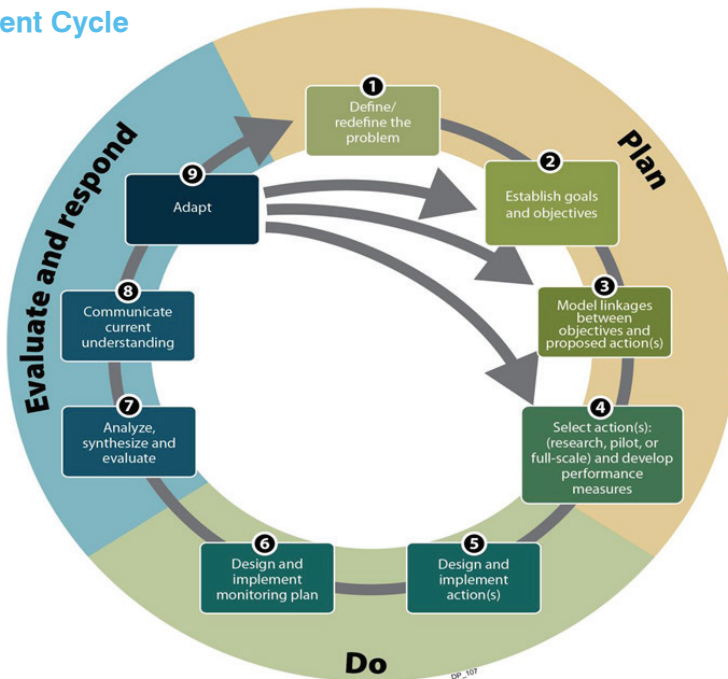 ent Cycle
1
Define/
redefine the
problem
Plan
2
Establish goals
and objectives
3
Model linkages
between
objectives and
proposed action(s)
4
Select action(s):
(research, pilot, or
full-scale) and develop
performance
measures
5
Design and
implement
action(s)
6
Design and
implement
monitoring plan
Do
DP_107
7
Analyze,
synthesize and
evaluate
8
Communicate
current
understanding
9
Adapt
Evaluate and respond